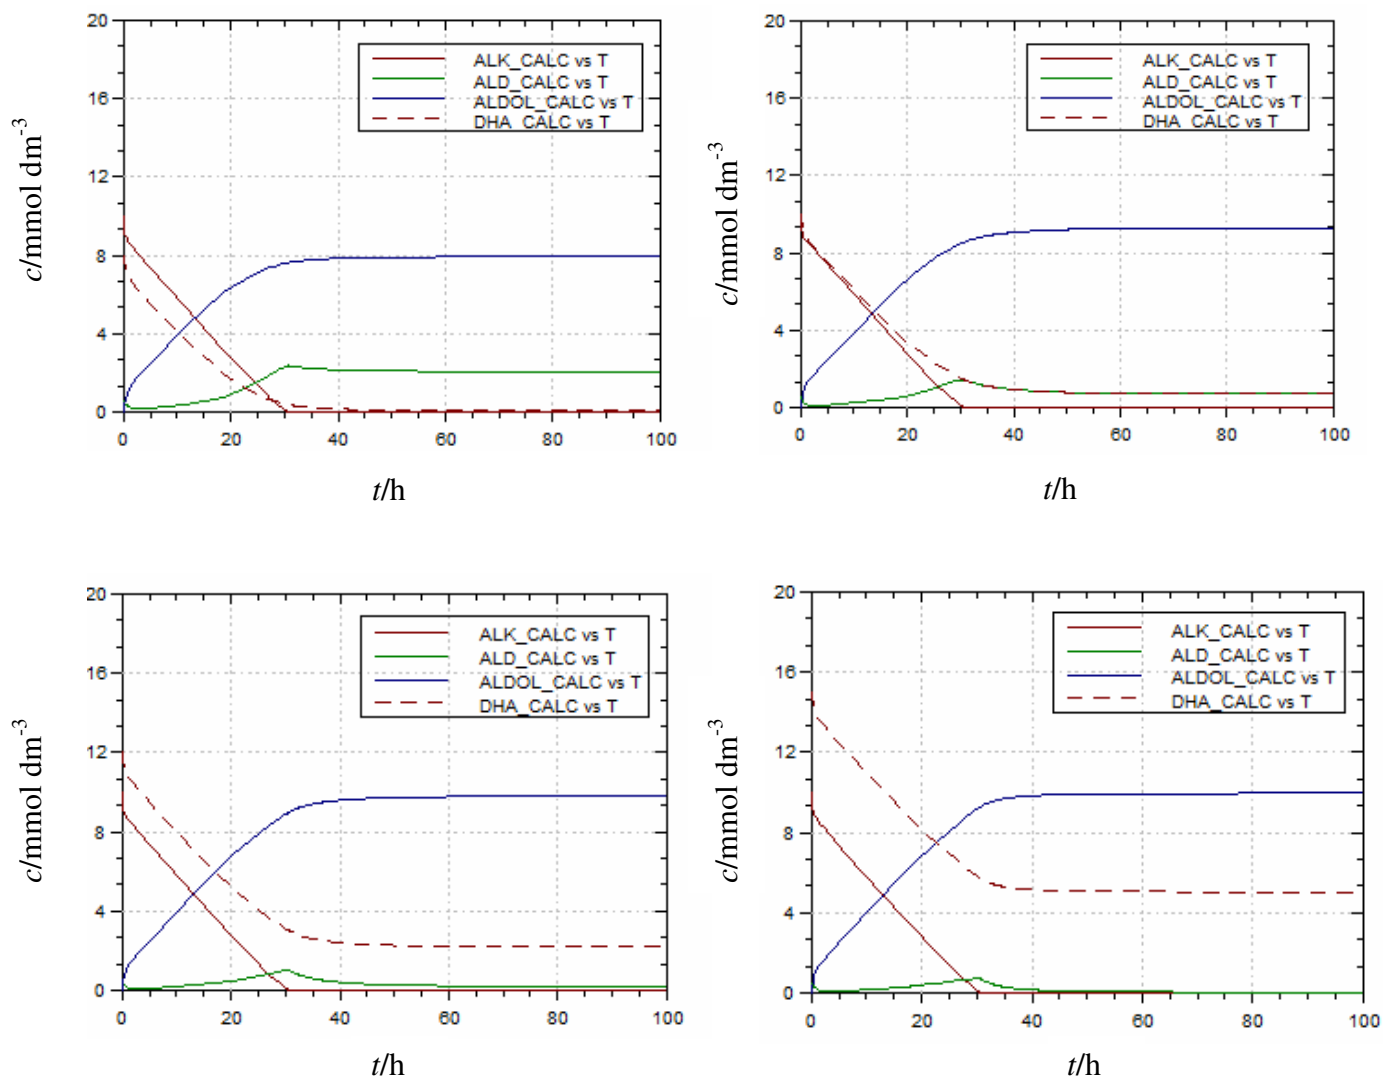 20
16
12
8
4
0
0 20 40 60 80 100
c/mmol dm-3
t/h
ALK_CALC vs T
ALD_CALC vs T
ALDOL_CALC vs T
DHA_CALC vs T
20
16
12
8
4
0
0 20 40 60 80 100
c/mmol dm-3
t/h
ALK_CALC vs T
ALD_CALC vs T
ALDOL_CALC vs T
DHA_CALC vs T
20
16
12
8
4
0
0 20 40 60 80 100
c/mmol dm-3
t/h
ALK_CALC vs T
ALD_CALC vs T
ALDOL_CALC vs T
DHA_CALC vs T
20
16
12
8
4
0
0 20 40 60 80 100
c/mmol dm-3
t/h
ALK_CALC vs T
ALD_CALC vs T
ALDOL_CALC vs T
DHA_CALC vs T